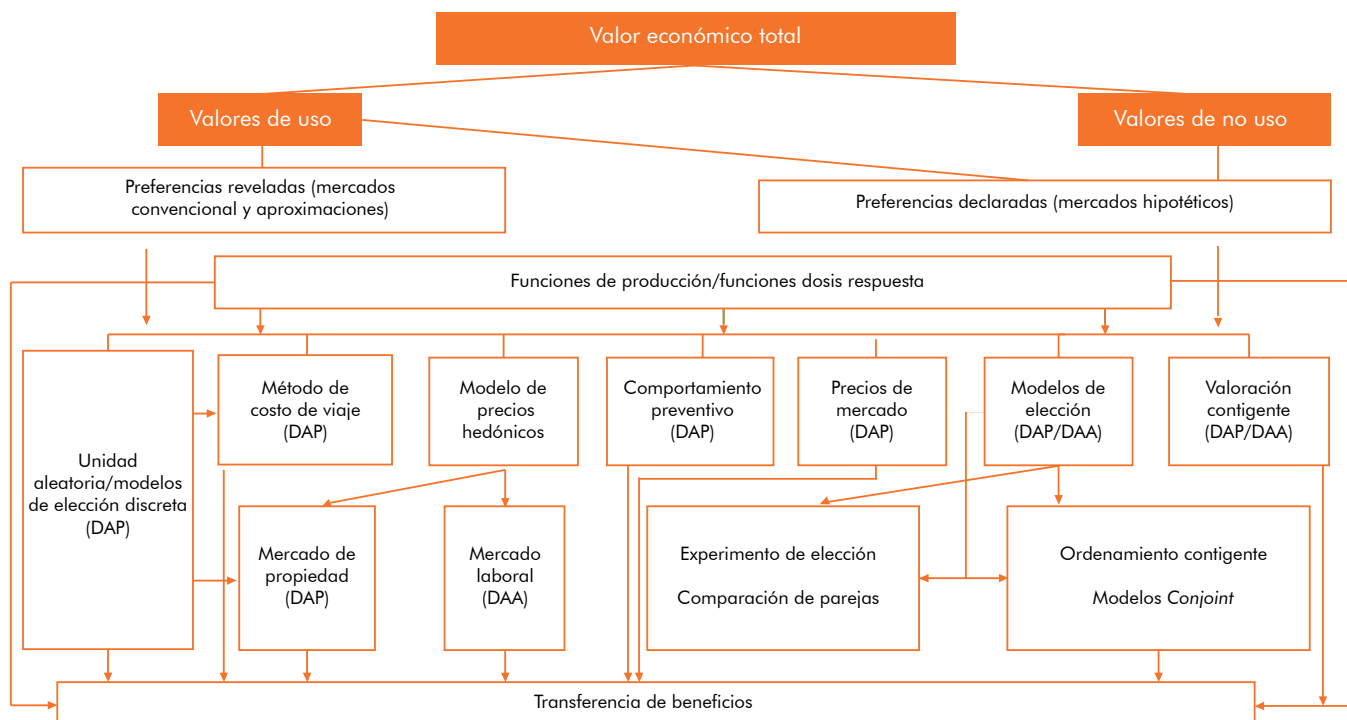 Valor económico total
Valores de uso
Valores de no uso
Preferencias reveladas (mercados
convencional y aproximaciones)
Preferencias declaradas (mercados hipotéticos)
Funciones de producción/funciones dosis respuesta
Unidad
aleatoria/modelos
de elección discreta
(DAP)
Método de
costo de viaje
(DAP)
Modelo de
precios
hedónicos
Comportamiento
preventivo
(DAP)
Precios de
mercado
(DAP)
Modelos de
elección
(DAP/DAA)
Valoración
contigente
(DAP/DAA)
Mercado de
propiedad
(DAP)
Mercado
laboral
(DAA)
Experimento de elección
Comparación de parejas
Ordenamiento contigente
Modelos Conjoint
Transferencia de beneficios